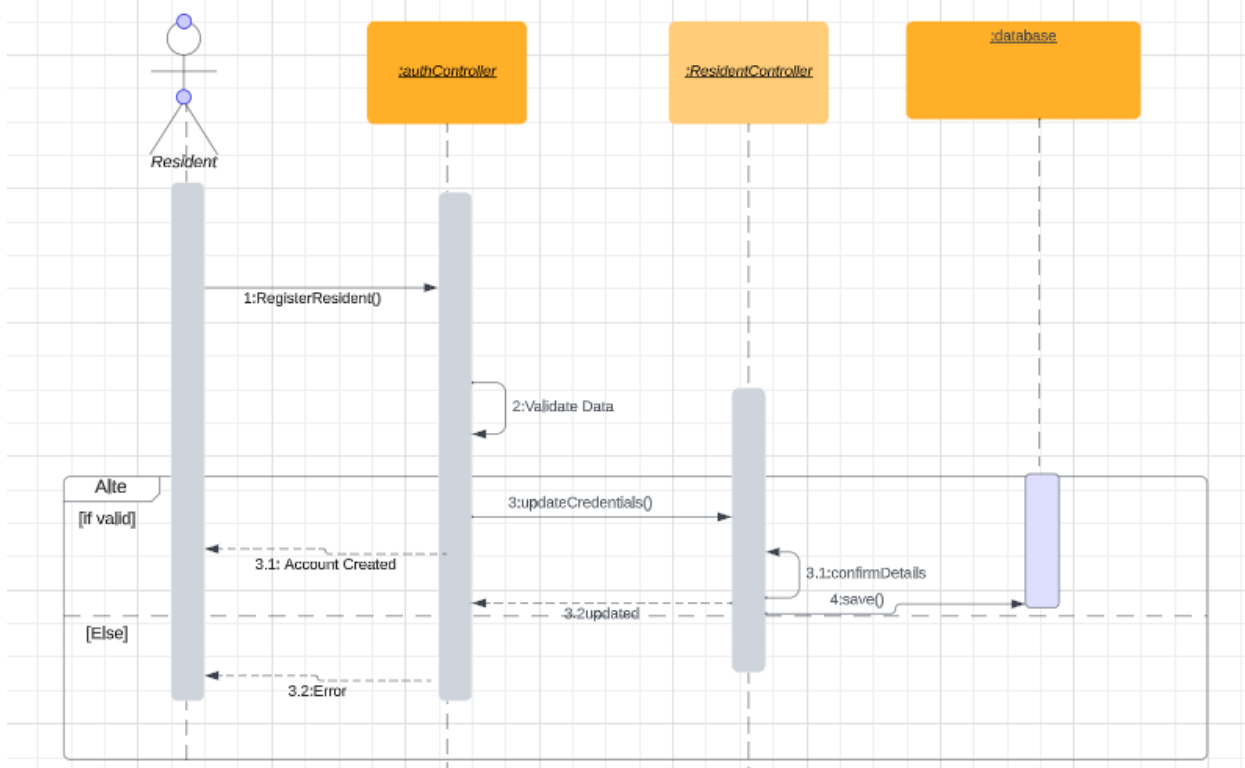 :authController
:ResidentController
:database
Resident
1:RegisterResident()
2:Validate Data
Alte
[if valid]
3:updateCredentials()
3.1: Account Created
3.1:confirmDetails
4:save()
3.2updated
[Else]
3.2:Error